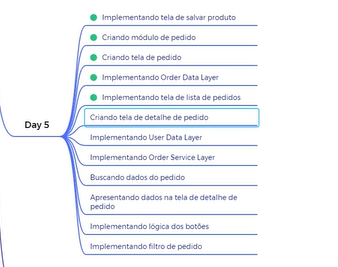 Implementando tela de salvar produto
Criando módulo de pedido
Criando tela de pedido
Implementando Order Data Layer
Implementando tela de lista de pedidos
Day 5
Criando tela de detalhe de pedido
Implementando User Data Layer
Implementando Order Service Layer
Buscando dados do pedido
Apresentando dados na tela de detalhe de
pedido
Implementando lógica dos botões
Implementando filtro de pedido